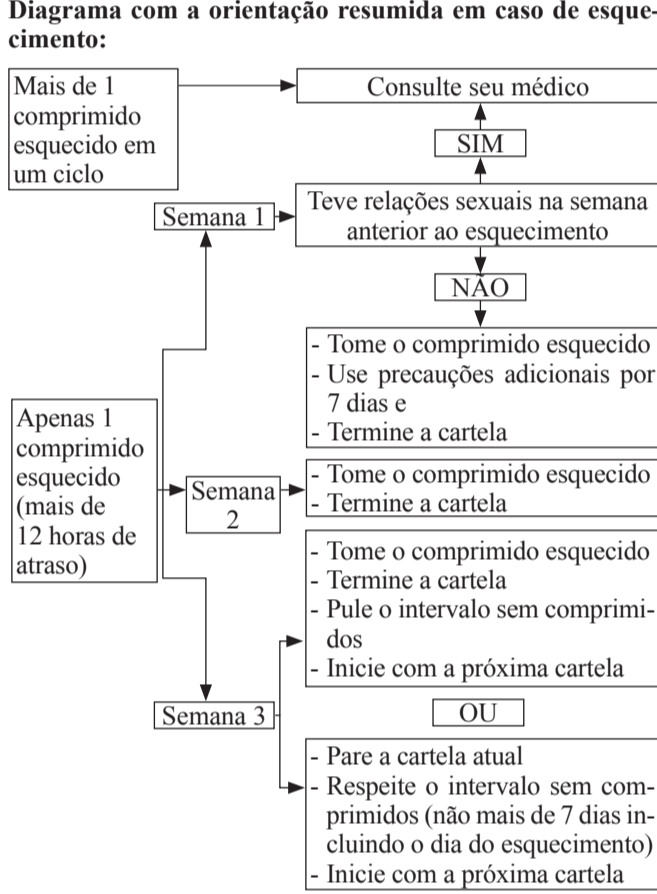 Diagrama com a orientação resumida em caso de esque-
cimento:
Mais de 1
comprimido
esquecido em
um ciclo
Consulte seu médico
SIM
Semana 1
Teve relações sexuais na semana
anterior ao esquecimento
NÃO
- Tome o comprimido esquecido
- Use precauções adicionais por
7 dias e
- Termine a cartela
Apenas 1
comprimido
esquecido
(mais de
12 horas de
atraso)
Semana
2
- Tome o comprimido esquecido
- Termine a cartela
- Tome o comprimido esquecido
- Termine a cartela
- Pule o intervalo sem comprimi-
dos
- Inicie com a próxima cartela
Semana 3
OU
- Pare a cartela atual
- Respeite o intervalo sem com-
primidos (não mais de 7 dias in-
cluindo o dia do esquecimento)
- Inicie com a próxima cartela